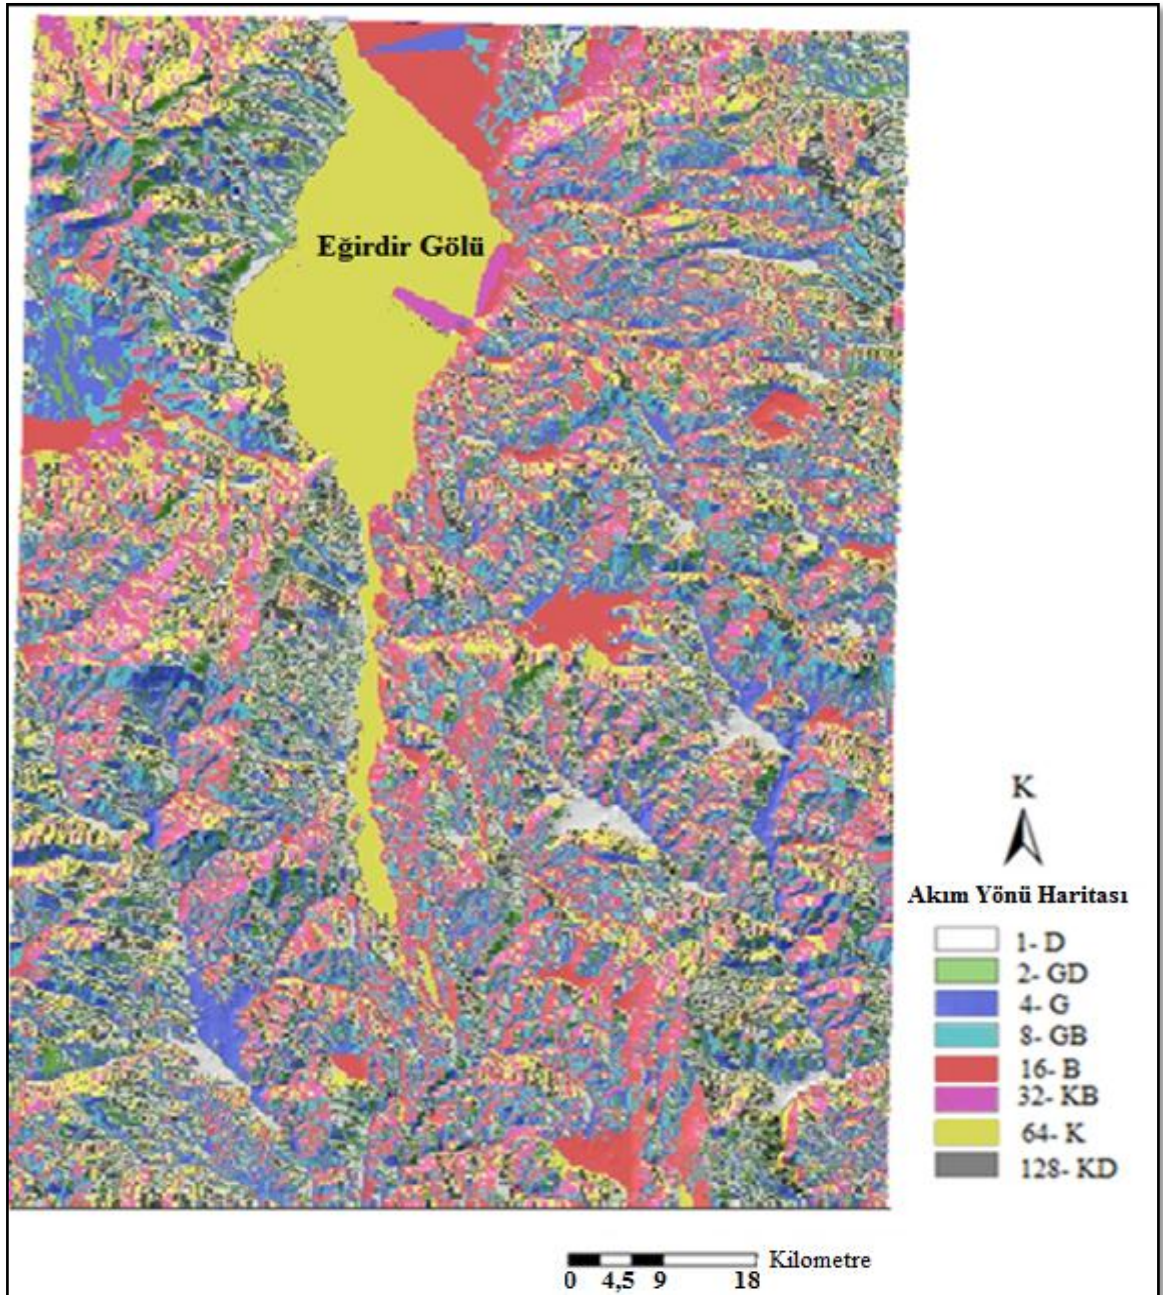 Eğirdir Gölü
K
Akım Yönü Haritası
1- D
2- GD
4- G
8- GB
16- B
32- KB
64- K
128- KD
Kilometre
0 4,5 9 18